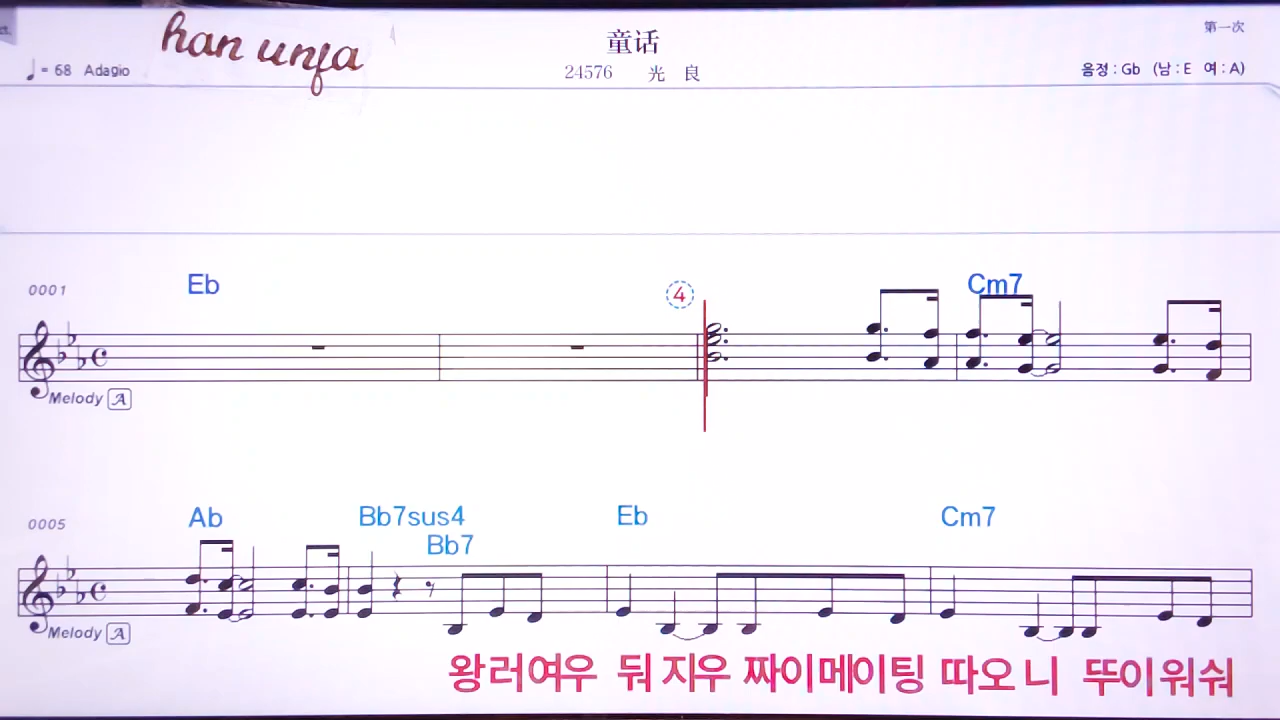 han unfa
童话
第一次
♩= 68 Adagio
24576 光 良
음정 : Gb (남 : E 여 : A)
0001
Eb
4
Cm7
Melody A
0005
Ab
Bb7sus4
Bb7
Eb
Cm7
Melody A
왕러여우 둬지우 짜이메이팅 따오니 뚜이워숴